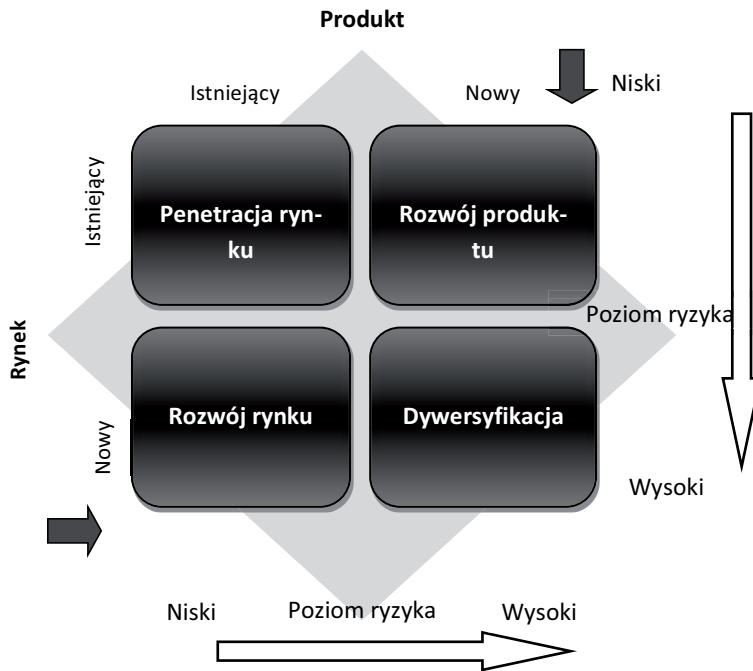 Produkt
Istniejący
Nowy
Niski
Istniejący
Penetracja ryn-
ku
Rozwój produk-
tu
Poziom ryzyka
Rynek
Nowy
Rozwój rynku
Dywersyfikacja
Wysoki
Niski
Poziom ryzyka
Wysoki